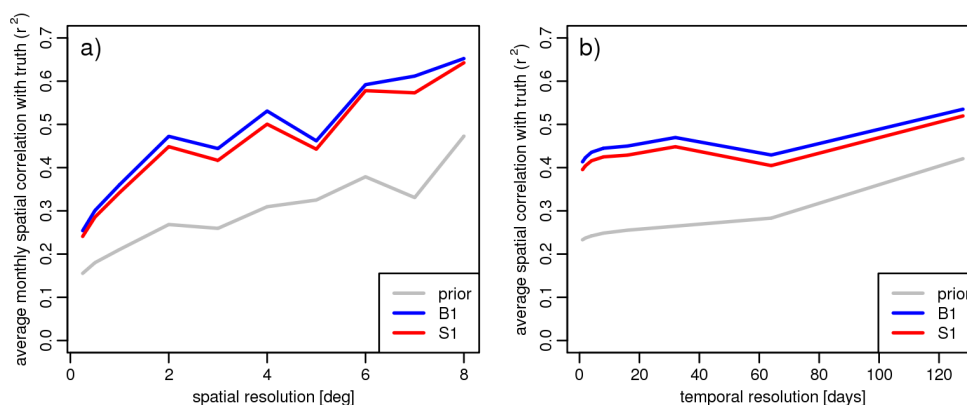 a)
average monthly spatial correlation with truth (r²)
0.7
0.6
0.5
0.4
0.3
0.2
0.1
0.0
0 2 4 6 8
spatial resolution [deg]
prior
B1
S1
b)
average spatial correlation with truth (r²)
0.7
0.6
0.5
0.4
0.3
0.2
0.1
0.0
0 20 40 60 80 100 120
temporal resolution [days]
prior
B1
S1